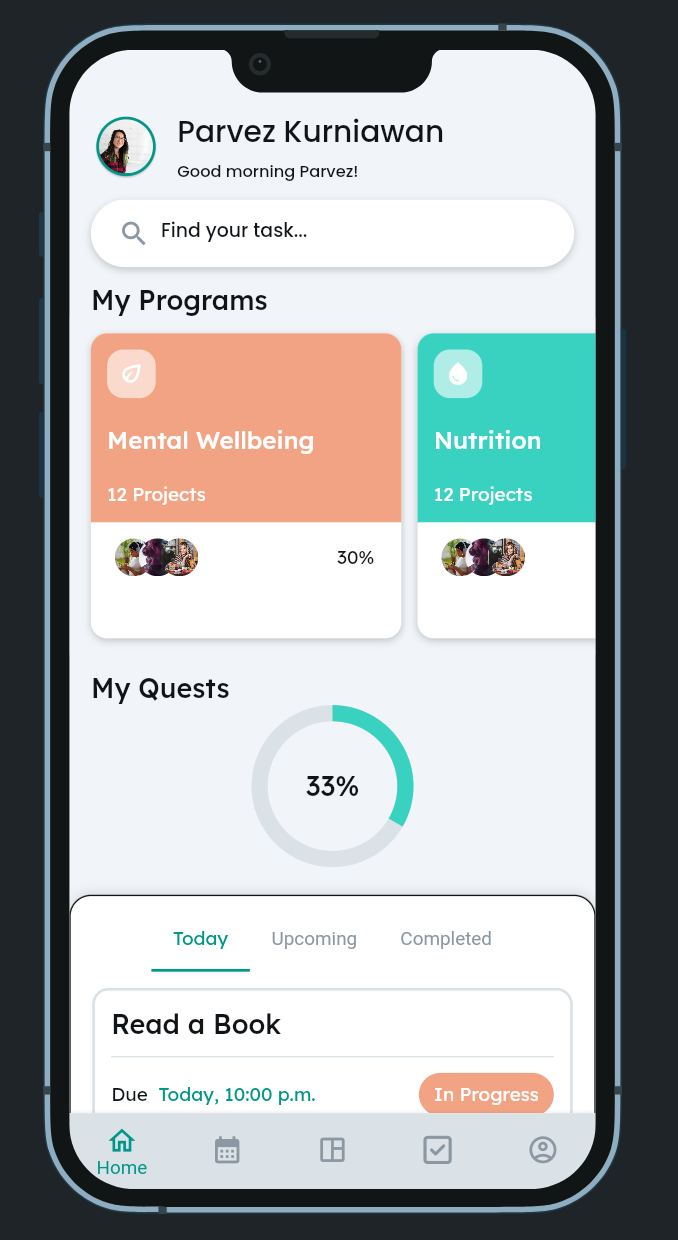 Parvez Kurniawan
Good morning Parvez!
Find your task...
My Programs
Mental Wellbeing
12 Projects
30%
Nutrition
12 Projects
My Quests
33%
Today Upcoming Completed
Read a Book
Due Today, 10:00 p.m. In Progress
Home